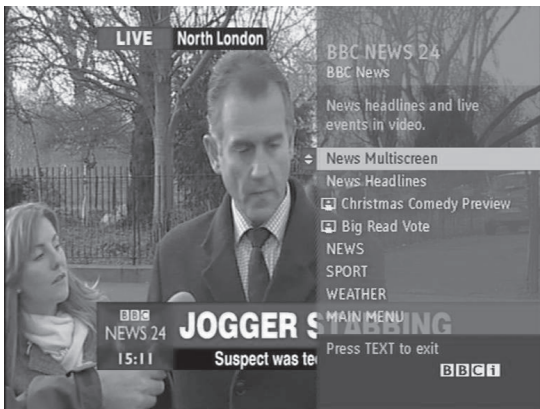 LIVE North London
BBC NEWS 24
BBC News
News headlines and live
events in video.
News Multiscreen
News Headlines
Christmas Comedy Preview
Big Read Vote
NEWS
SPORT
WEATHER
MAIN MENU
Press TEXT to exit
BBCi
BBC
NEWS 24
15:11
JOGGER STABBING
Suspect was